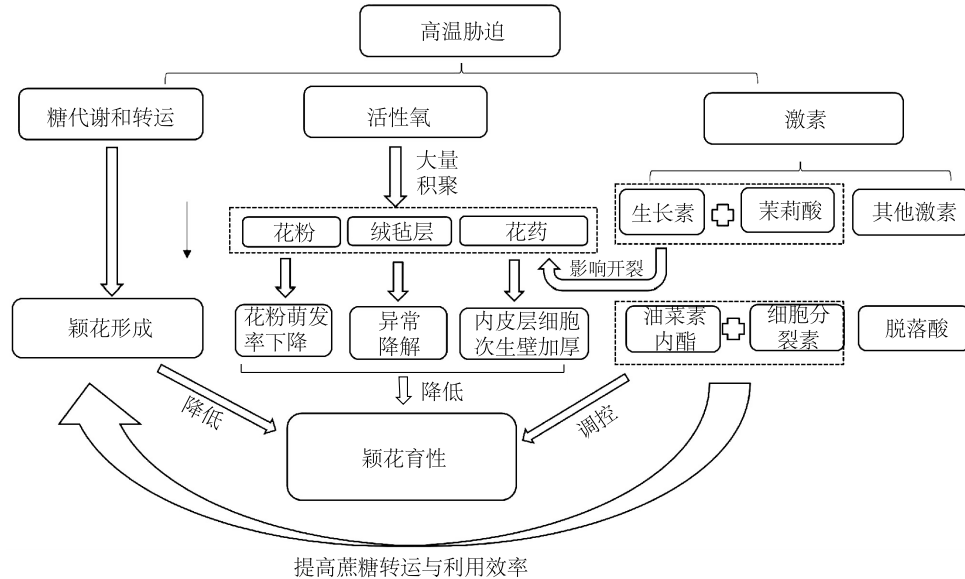 高温胁迫
糖代谢和转运
活性氧
激素
大量
积聚
生长素
茉莉酸
其他激素
花粉
绒毡层
花药
影响开裂
颖花形成
花粉萌发
率下降
异常
降解
内皮层细胞
次生壁加厚
油菜素
内酯
细胞分
裂素
脱落酸
降低
降低
调控
颖花育性
提高蔗糖转运与利用效率